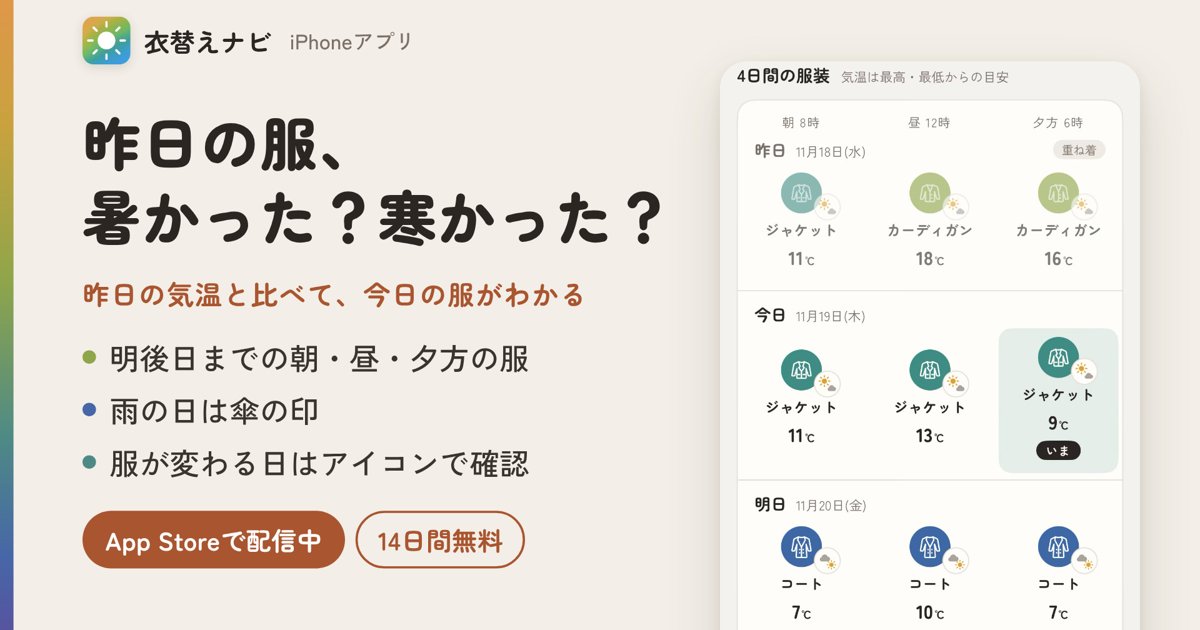 衣替えナビ iPhoneアプリ
昨日の服、
暑かった？寒かった？
昨日の気温と比べて、今日の服がわかる
明後日までの朝・昼・夕方の服
雨の日は傘の印
服が変わる日はアイコンで確認
App Storeで配信中 14日間無料
4日間の服装 気温は最高・最低からの目安
朝 8時 昼 12時 夕方 6時
昨日 11月18日(水) 重ね着
ジャケット カーディガン カーディガン
11℃ 18℃ 16℃
今日 11月19日(木)
ジャケット ジャケット ジャケット
11℃ 13℃ 9℃
いま
明日 11月20日(金)
コート コート コート
7℃ 10℃ 7℃